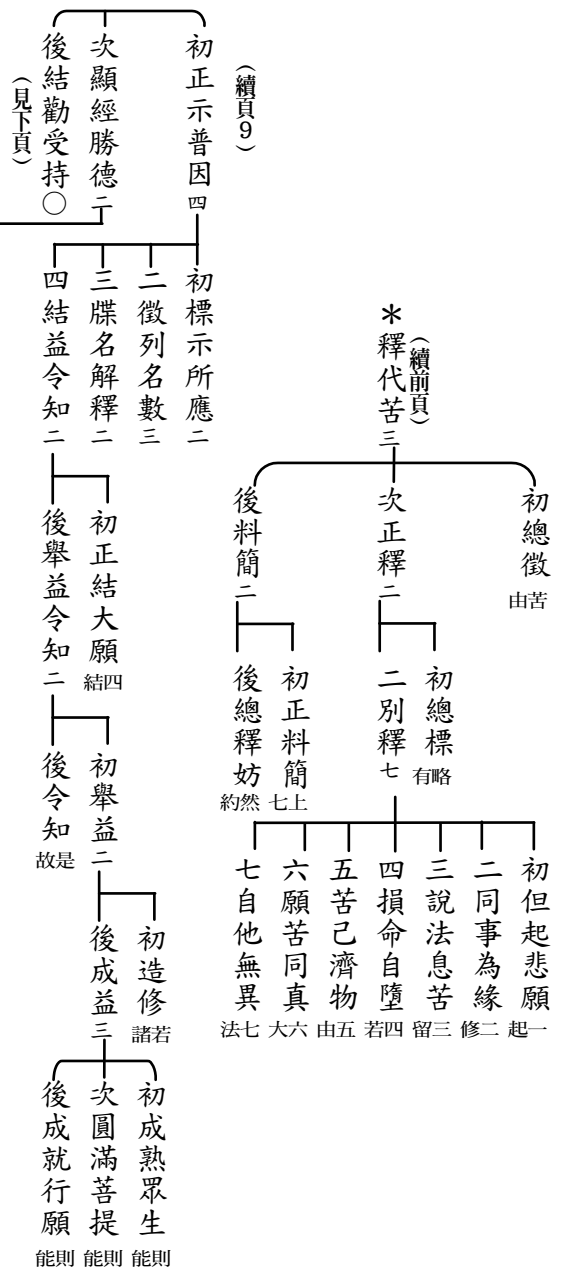 (續前頁)
*釋代苦三
初總徵
苦由
次正釋二
初總標
略有
二別釋七
初但起悲願
一起
二同事為緣
二修
三說法息苦
三留
四損命自墮
四若
五苦己濟物
五由
六願苦同真
六大
七自他無異
七法
後料簡二
初正料簡
上七
後總釋妨
然約
(續頁9)
初正示普因四
初標示所應二
二徵列名數三
三牒名解釋二
四結益令知二
初正結大願
四結
後舉益令知二
初舉益二
初造修
若諸
後成益三
初成熟眾生
則能
次圓滿菩提
則能
後成就行願
則能
後令知
是故
次顯經勝德二
後結勸受持○
(見下頁)